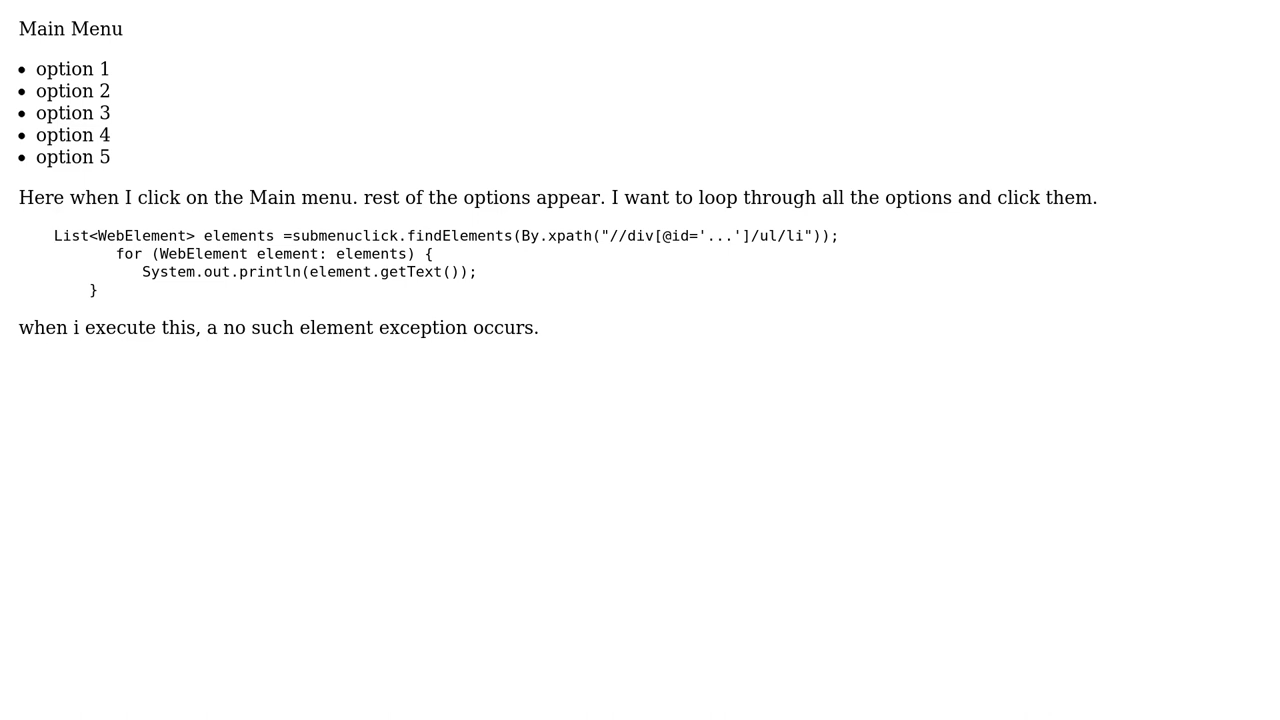 Main Menu
• option 1
• option 2
• option 3
• option 4
• option 5
Here when I click on the Main menu. rest of the options appear. I want to loop through all the options and click them.
List<WebElement> elements =submenuclick.findElements(By.xpath("//div[@id='...']/ul/li"));
for (WebElement element: elements) {
System.out.println(element.getText());
}
when i execute this, a no such element exception occurs.